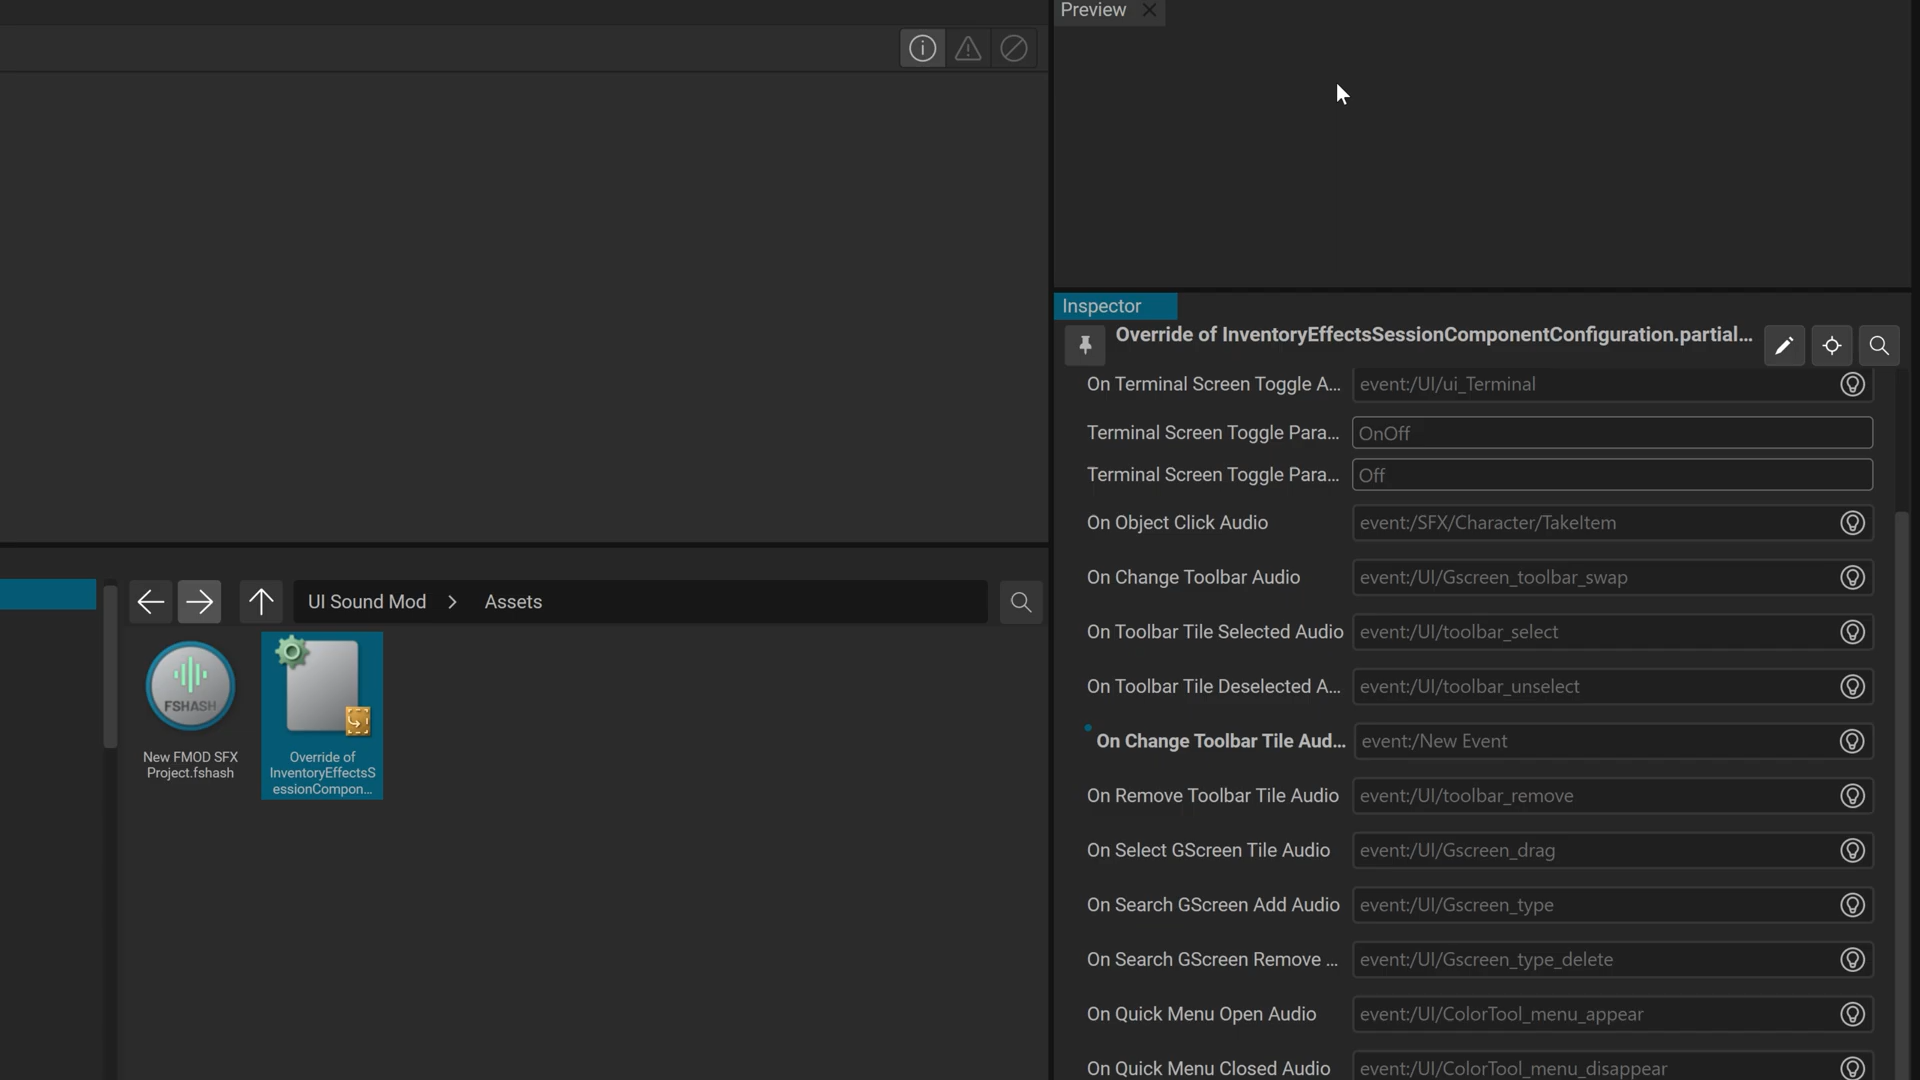 Preview
Inspector
Override of InventoryEffectsSessionComponentConfiguration.partial...
On Terminal Screen Toggle A... event:/UI/ui_Terminal
Terminal Screen Toggle Para... OnOff
Terminal Screen Toggle Para... Off
On Object Click Audio event:/SFX/Character/TakeItem
On Change Toolbar Audio event:/UI/Gscreen_toolbar_swap
On Toolbar Tile Selected Audio event:/UI/toolbar_select
On Toolbar Tile Deselected A... event:/UI/toolbar_unselect
On Change Toolbar Tile Aud... event:/New Event
On Remove Toolbar Tile Audio event:/UI/toolbar_remove
On Select GScreen Tile Audio event:/UI/Gscreen_drag
On Search GScreen Add Audio event:/UI/Gscreen_type
On Search GScreen Remove ... event:/UI/Gscreen_type_delete
On Quick Menu Open Audio event:/UI/ColorTool_menu_appear
On Quick Menu Closed Audio event:/UI/ColorTool_menu_disappear
UI Sound Mod > Assets
FSHASH
New FMOD SFX
Project.fshash
Override of
InventoryEffectsS
essionCompon...